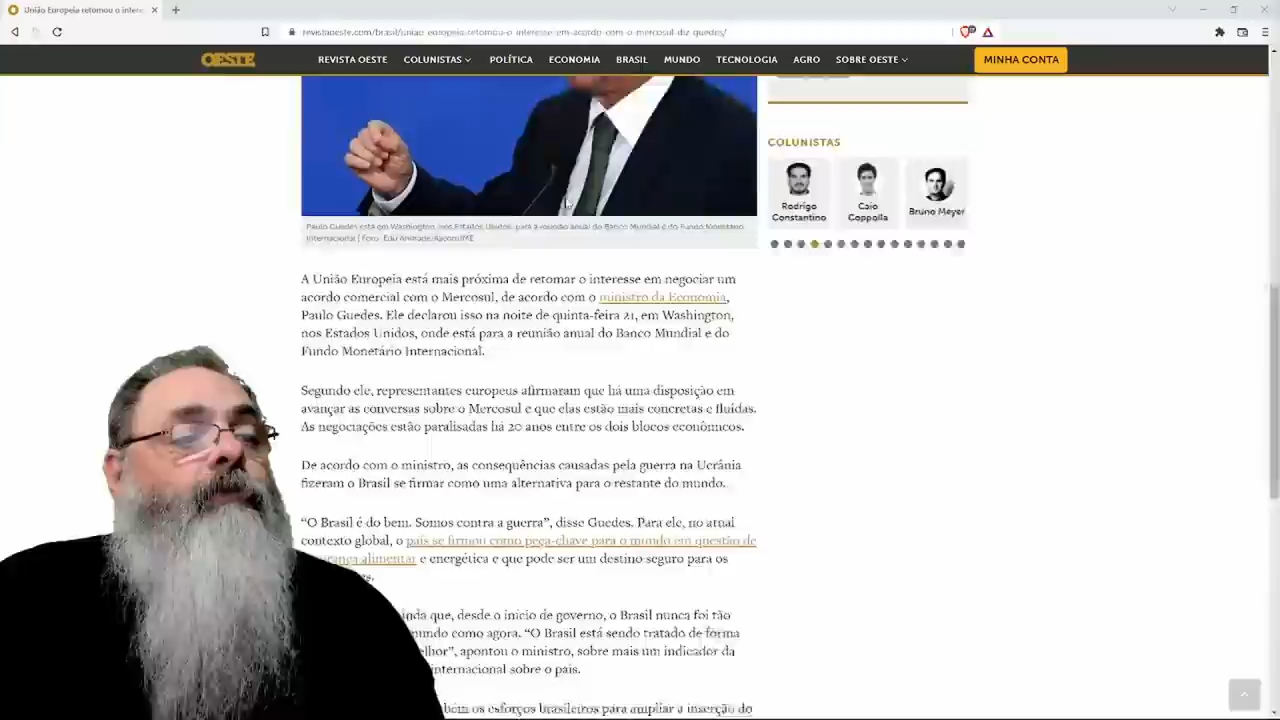 União Europeia retomou o intere
revistaoeste.com/brasil/uniao-europeia-retomou-o-interesse-em-acordo-com-o-mercosul-diz-guedes/
OESTE
REVISTA OESTE
COLUNISTAS
POLÍTICA
ECONOMIA
BRASIL
MUNDO
TECNOLOGIA
AGRO
SOBRE OESTE
MINHA CONTA
COLUNISTAS
Rodrigo
Constantino
Caio
Coppolla
Bruno Meyer
Paulo Guedes está em Washington, nos Estados Unidos, para a reunião anual do Banco Mundial e do Fundo Monetário
Internacional | Foto: Edu Andrade/Ascom/ME
A União Europeia está mais próxima de retomar o interesse em negociar um
acordo comercial com o Mercosul, de acordo com o ministro da Economia,
Paulo Guedes. Ele declarou isso na noite de quinta-feira 21, em Washington,
nos Estados Unidos, onde está para a reunião anual do Banco Mundial e do
Fundo Monetário Internacional.
Segundo ele, representantes europeus afirmaram que há uma disposição em
avançar as conversas sobre o Mercosul e que elas estão mais concretas e fluídas.
As negociações estão paralisadas há 20 anos entre os dois blocos econômicos.
De acordo com o ministro, as consequências causadas pela guerra na Ucrânia
fizeram o Brasil se firmar como uma alternativa para o restante do mundo.
“O Brasil é do bem. Somos contra a guerra”, disse Guedes. Para ele, no atual
contexto global, o país se firmou como peça-chave para o mundo em questão de
urança alimentar e energética e que pode ser um destino seguro para os
es.
inda que, desde o início de governo, o Brasil nunca foi tão
mundo como agora. “O Brasil está sendo tratado de forma
elhor”, apontou o ministro, sobre mais um indicador da
internacional sobre o país.
bém os esforços brasileiros para ampliar a inserção do